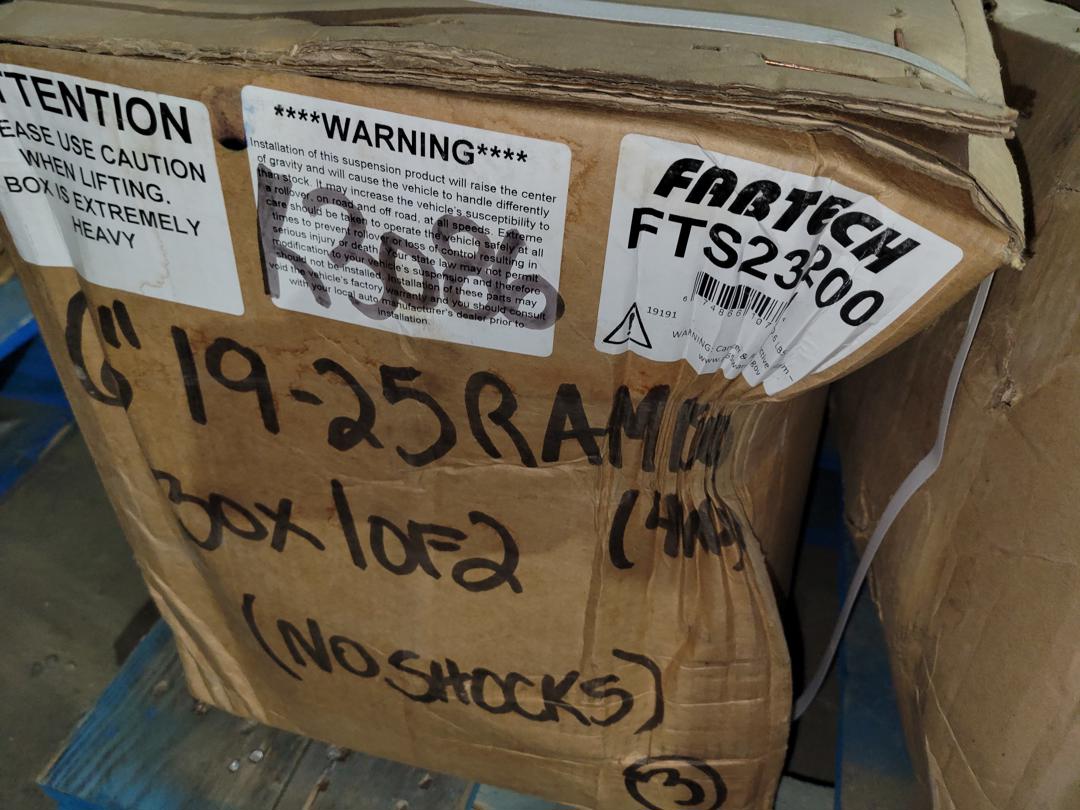 TTENTION
EASE USE CAUTION
WHEN LIFTING.
BOX IS EXTREMELY
HEAVY
****WARNING****
Installation of this suspension product will raise the center
of gravity and will cause the vehicle to handle differently
than stock. It may increase the vehicle's susceptibility to
a rollover, on road and off road, at all speeds. Extreme
care should be taken to operate the vehicle safely at all
times to prevent rollover or loss of control resulting in
serious injury or death. Your state law may not permit
modification to your vehicle's suspension and therefore
should not be installed. Installation of these parts may
void the vehicle's factory warranty and you should consult
with your local auto manufacturer's dealer prior to
installation.
FABTECH
FTS23200
19191
WARNING: Can
6" 19-25 RAM
BOX 1 OF 2
(NO SHOCKS)
3